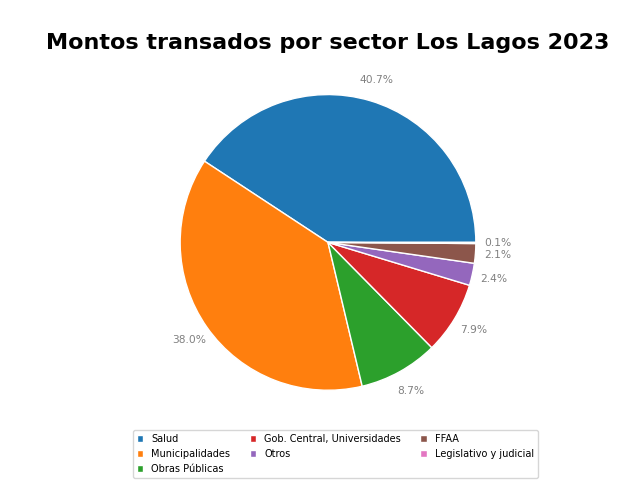 Montos transados por sector Los Lagos 2023
40.7%
0.1%
2.1%
2.4%
7.9%
8.7%
38.0%
Salud
Municipalidades
Obras Públicas
Gob. Central, Universidades
Otros
FFAA
Legislativo y judicial